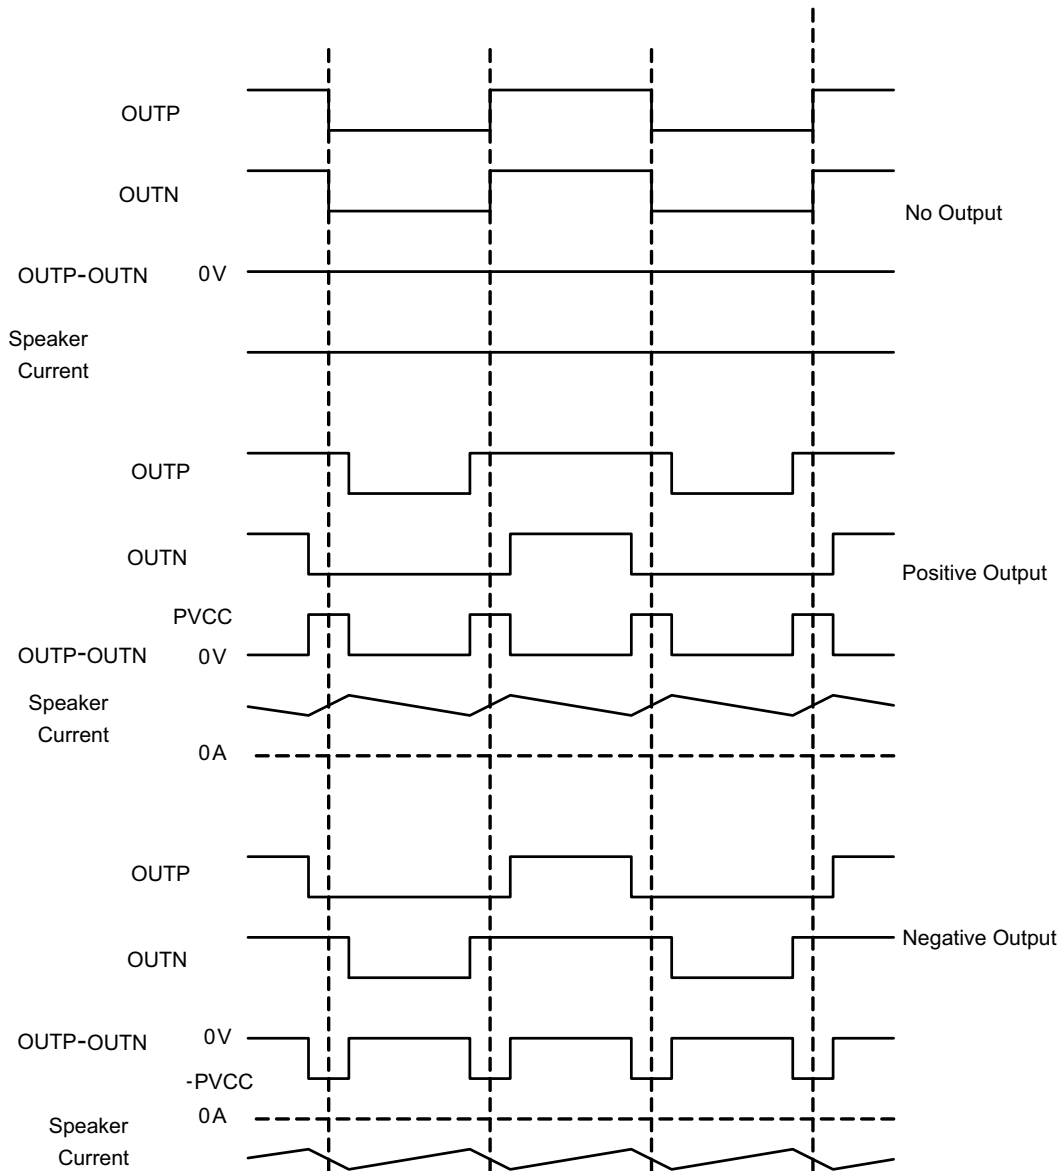 OUTP
OUTN
No Output
OUTP-OUTN 0V
Speaker
Current
OUTP
OUTN
Positive Output
PVCC
OUTP-OUTN 0V
Speaker
Current
0A
OUTP
OUTN
Negative Output
OUTP-OUTN 0V
-PVCC
0A
Speaker
Current